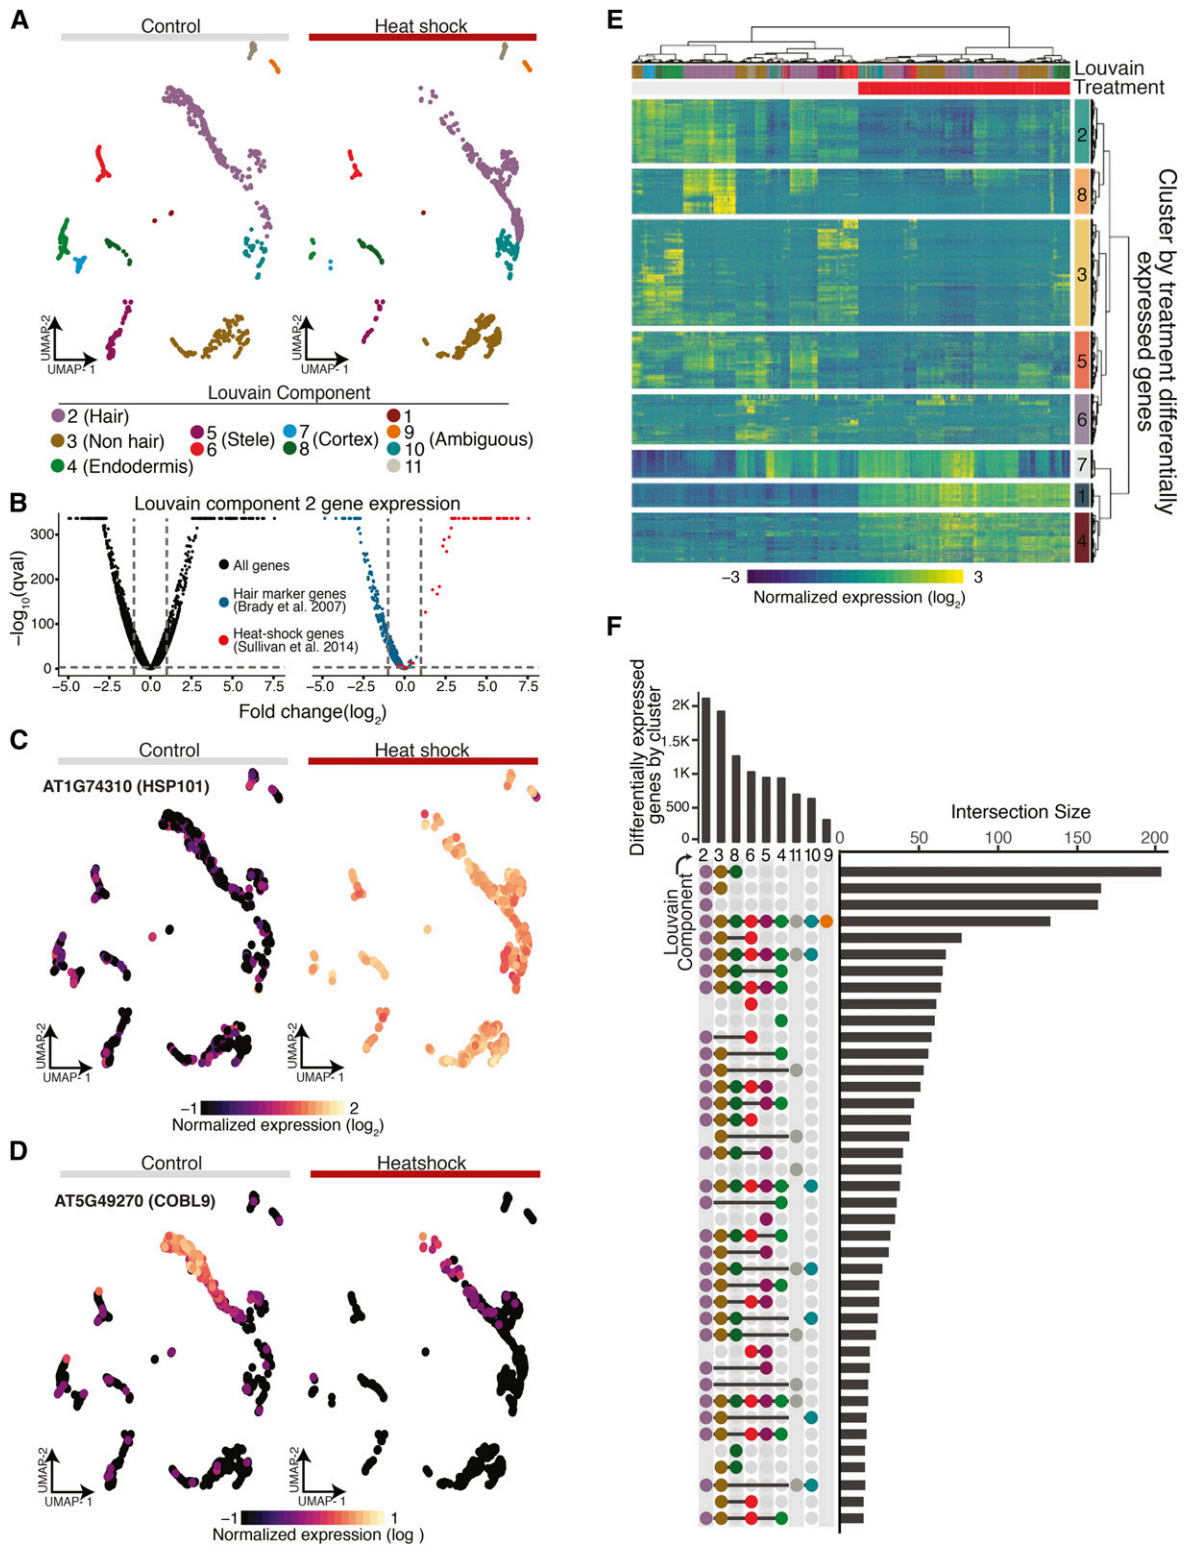 A
Control
Heat shock
UMAP-2
UMAP- 1
UMAP-2
UMAP- 1
Louvain Component
2 (Hair)
3 (Non hair)
4 (Endodermis)
5
6
(Stele)
7
8
(Cortex)
1
9
10
11
(Ambiguous)
B
Louvain component 2 gene expression
−log10(qval)
300
200
100
0
All genes
Hair marker genes
(Brady et al. 2007)
Heat-shock genes
(Sullivan et al. 2014)
−5.0 −2.5 0.0 2.5 5.0 7.5
−5.0 −2.5 0.0 2.5 5.0 7.5
Fold change(log2)
C
Control
Heat shock
AT1G74310 (HSP101)
UMAP-2
UMAP- 1
UMAP-2
UMAP- 1
−1 2
Normalized expression (log2)
D
Control
Heatshock
AT5G49270 (COBL9)
UMAP-2
UMAP- 1
UMAP-2
UMAP- 1
−1 1
Normalized expression (log )
E
Louvain
Treatment
2
8
3
5
6
7
1
4
Cluster by treatment differentially
expressed genes
−3 3
Normalized expression (log2)
F
Differentially expressed
genes by cluster
2K
1.5K
1K
500
0
2 3 8 6 5 4 11 10 9
Louvain
Component
Intersection Size
0 50 100 150 200